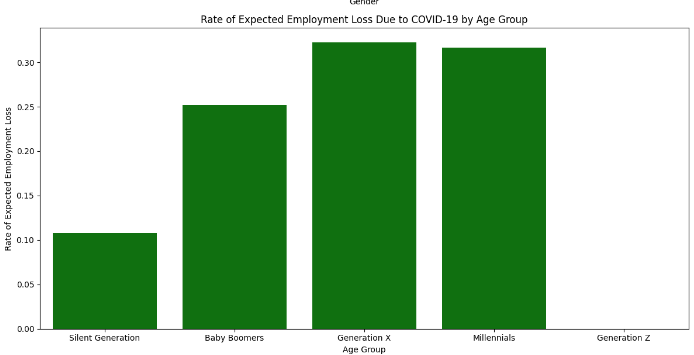 Gender
Rate of Expected Employment Loss Due to COVID-19 by Age Group
Rate of Expected Employment Loss
0.30
0.25
0.20
0.15
0.10
0.05
0.00
Silent Generation
Baby Boomers
Generation X
Millennials
Generation Z
Age Group